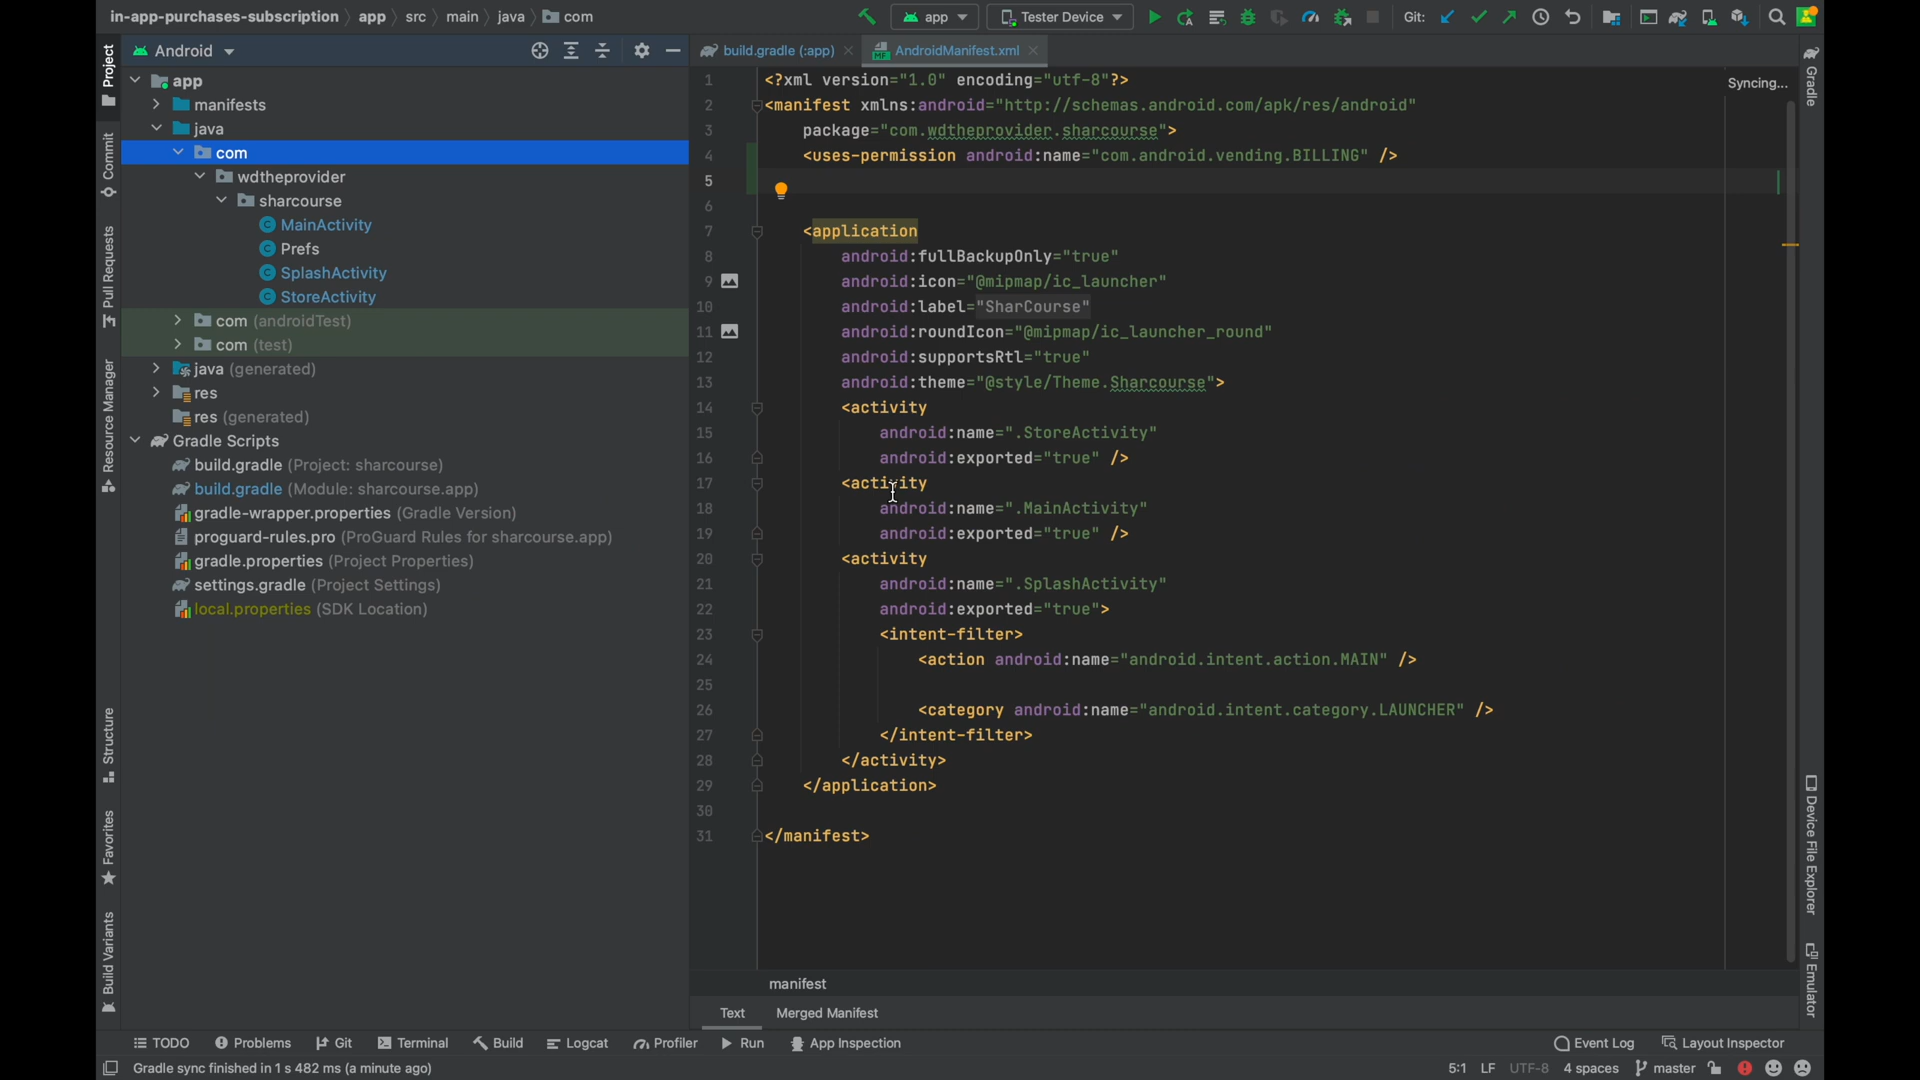 in-app-purchases-subscription app src main java com
app Tester Device Git:
Project
Commit
Pull Requests
Resource Manager
Structure
Favorites
Build Variants
Android
app
manifests
java
com
wdtheprovider
sharcourse
MainActivity
Prefs
SplashActivity
StoreActivity
com (androidTest)
com (test)
java (generated)
res
res (generated)
Gradle Scripts
build.gradle (Project: sharcourse)
build.gradle (Module: sharcourse.app)
gradle-wrapper.properties (Gradle Version)
proguard-rules.pro (ProGuard Rules for sharcourse.app)
gradle.properties (Project Properties)
settings.gradle (Project Settings)
local.properties (SDK Location)
build.gradle (:app) AndroidManifest.xml
Syncing...
1 <?xml version="1.0" encoding="utf-8"?>
2 <manifest xmlns:android="http://schemas.android.com/apk/res/android"
3 package="com.wdtheprovider.sharcourse">
4 <uses-permission android:name="com.android.vending.BILLING" />
5
6
7 <application
8 android:fullBackupOnly="true"
9 android:icon="@mipmap/ic_launcher"
10 android:label="SharCourse"
11 android:roundIcon="@mipmap/ic_launcher_round"
12 android:supportsRtl="true"
13 android:theme="@style/Theme.Sharcourse">
14 <activity
15 android:name=".StoreActivity"
16 android:exported="true" />
17 <activity
18 android:name=".MainActivity"
19 android:exported="true" />
20 <activity
21 android:name=".SplashActivity"
22 android:exported="true">
23 <intent-filter>
24 <action android:name="android.intent.action.MAIN" />
25
26 <category android:name="android.intent.category.LAUNCHER" />
27 </intent-filter>
28 </activity>
29 </application>
30
31 </manifest>
manifest
Text Merged Manifest
Gradle
Device File Explorer
Emulator
TODO Problems Git Terminal Build Logcat Profiler Run App Inspection Event Log Layout Inspector
Gradle sync finished in 1 s 482 ms (a minute ago) 5:1 LF UTF-8 4 spaces master